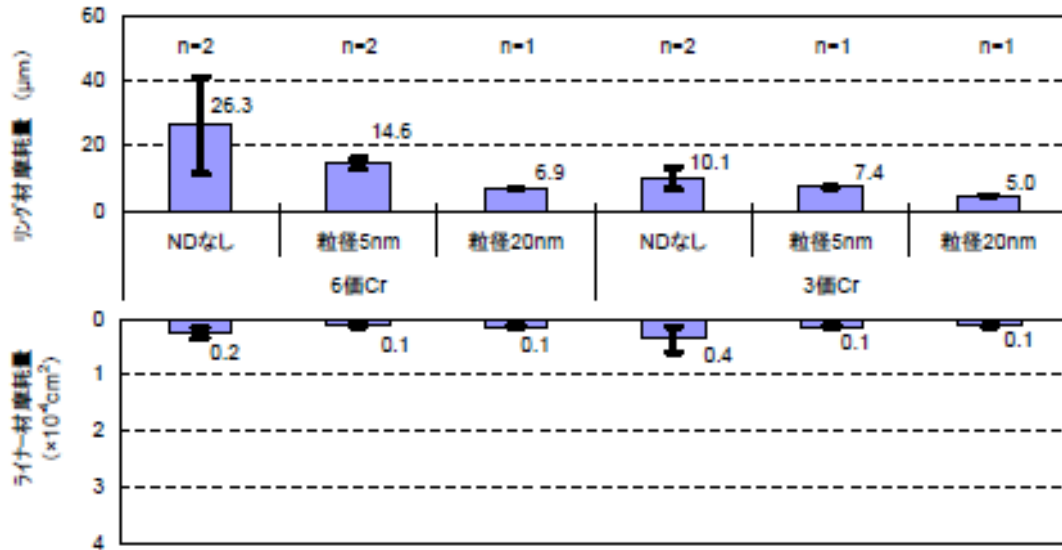 60
40
20
0
リング材摩耗量 (μm)
n=2 n=2 n=1 n=2 n=1 n=1
26.3 14.6 6.9 10.1 7.4 5.0
NDなし 粒径5nm 粒径20nm NDなし 粒径5nm 粒径20nm
6価Cr 3価Cr
0
1
2
3
4
ライナー材摩耗量
(×10⁻⁴cm²)
0.2 0.1 0.1 0.4 0.1 0.1